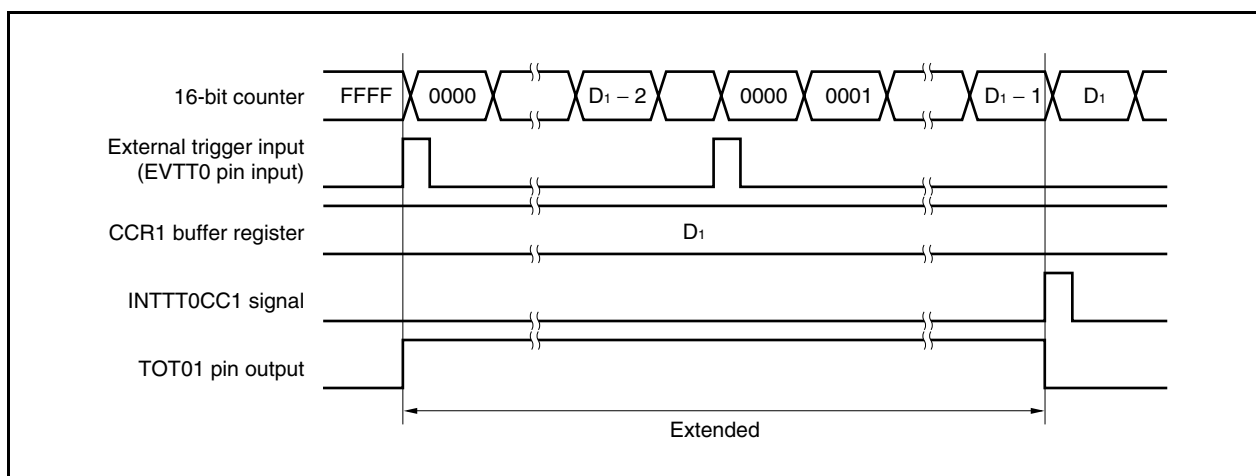 16-bit counter FFFF 0000 D1 − 2 0000 0001 D1 − 1 D1
External trigger input
(EVTT0 pin input)
CCR1 buffer register D1
INTTT0CC1 signal
TOT01 pin output
Extended